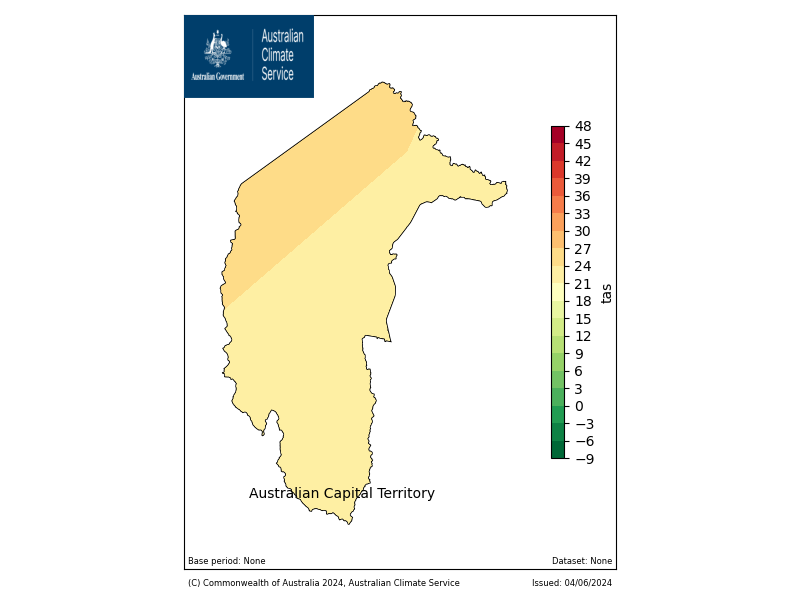 Australian
Climate
Service
Australian Government
48
45
42
39
36
33
30
27
24
21
18
15
12
9
6
3
0
−3
−6
−9
tas
Australian Capital Territory
Base period: None
Dataset: None
(C) Commonwealth of Australia 2024, Australian Climate Service
Issued: 04/06/2024